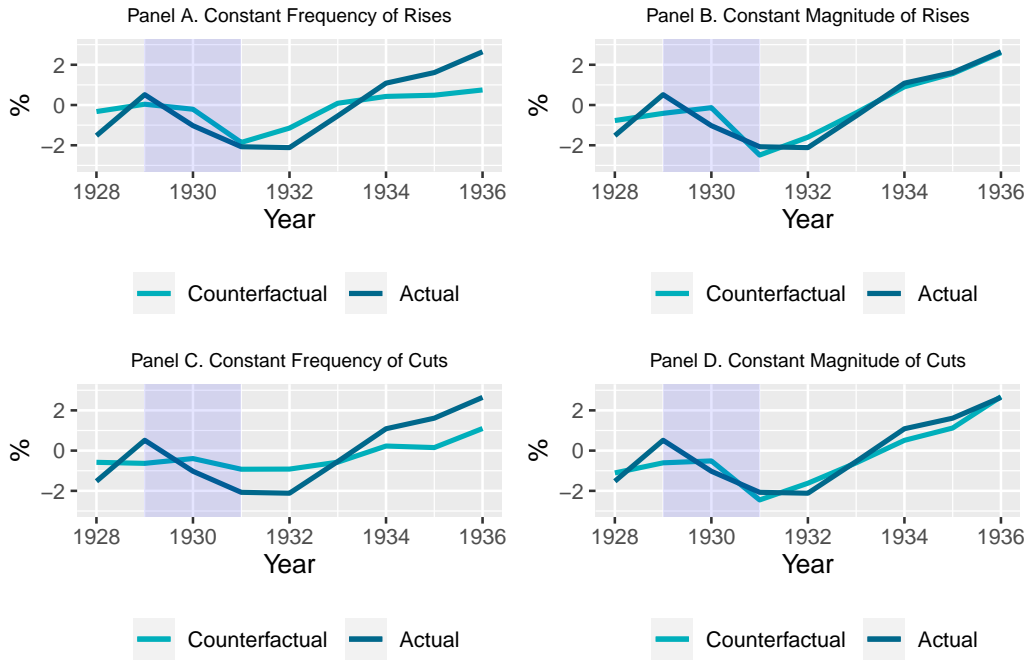 Panel A. Constant Frequency of Rises
%
2
0
−2
1928 1930 1932 1934 1936
Year
Counterfactual Actual
Panel B. Constant Magnitude of Rises
%
2
0
−2
1928 1930 1932 1934 1936
Year
Counterfactual Actual
Panel C. Constant Frequency of Cuts
%
2
0
−2
1928 1930 1932 1934 1936
Year
Counterfactual Actual
Panel D. Constant Magnitude of Cuts
%
2
0
−2
1928 1930 1932 1934 1936
Year
Counterfactual Actual